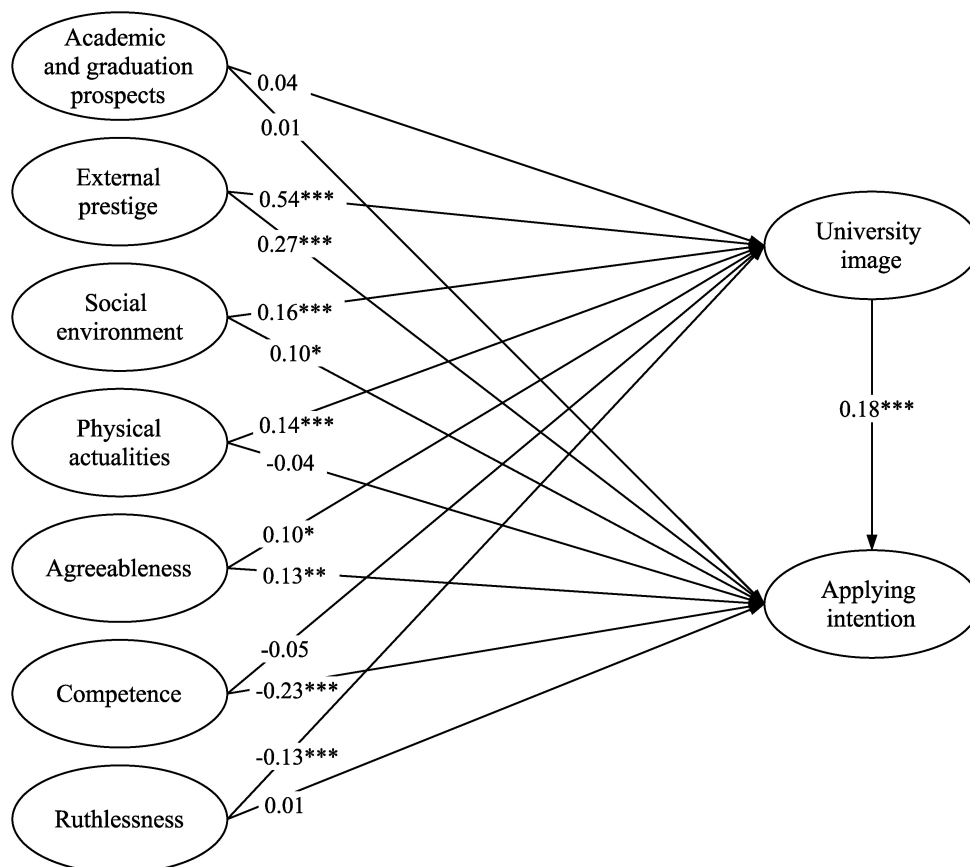 Academic
and graduation
prospects
0.04
0.01
External
prestige
0.54***
0.27***
University
image
Social
environment
0.16***
0.10*
Physical
actualities
0.14***
-0.04
0.18***
Agreeableness
0.10*
0.13**
Applying
intention
Competence
-0.05
-0.23***
Ruthlessness
-0.13***
0.01